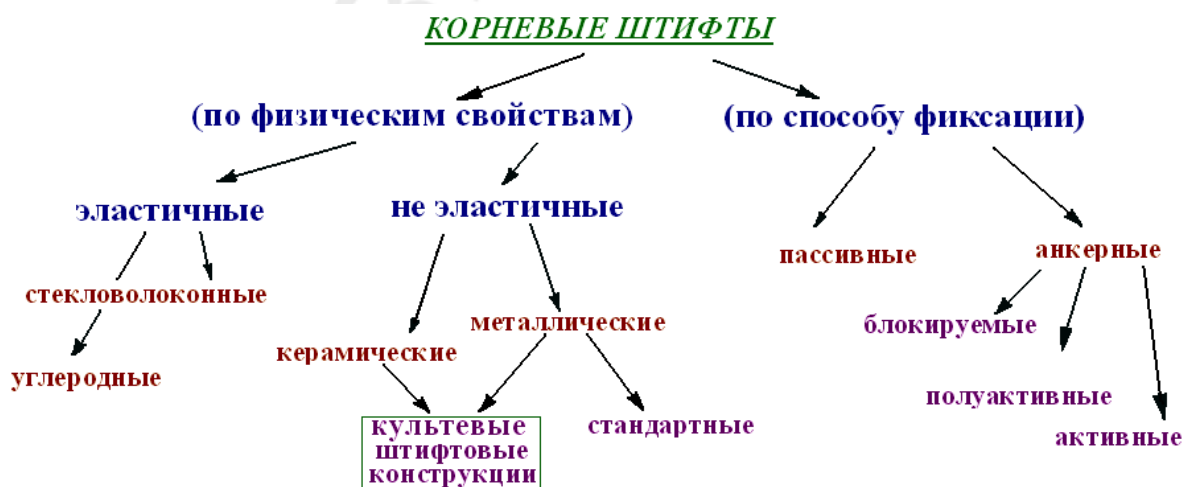 КОРНЕВЫЕ ШТИФТЫ
(по физическим свойствам)
(по способу фиксации)
эластичные
не эластичные
пассивные
анкерные
стекловолоконные
металлические
блокируемые
керамические
углеродные
полуактивные
культевые
штифтовые
конструкции
стандартные
активные